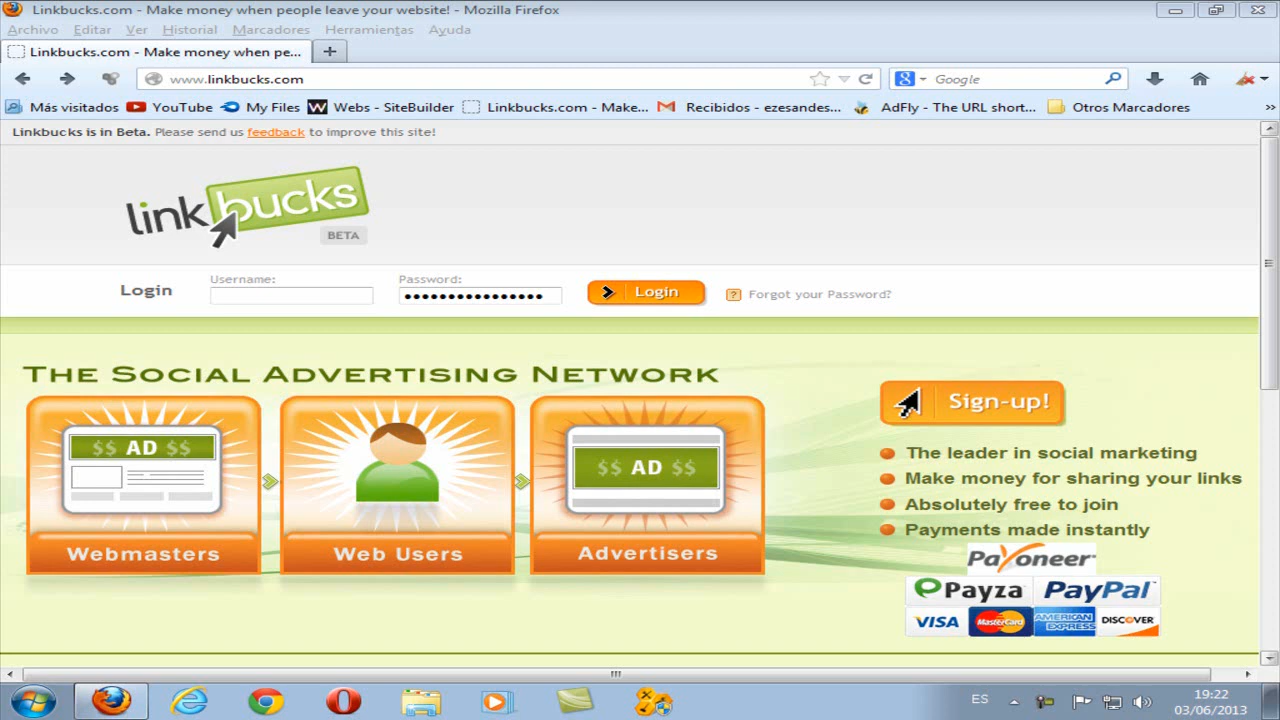 Linkbucks.com - Make money when people leave your website! - Mozilla Firefox
Archivo Editar Ver Historial Marcadores Herramientas Ayuda
Linkbucks.com - Make money when pe...
www.linkbucks.com
Google
Más visitados YouTube My Files Webs - SiteBuilder Linkbucks.com - Make... Recibidos - ezesandes... AdFly - The URL short... Otros Marcadores
Linkbucks is in Beta. Please send us feedback to improve this site!
linkbucks
BETA
Username: Password:
Login •••••••••••••••• Login Forgot your Password?
The Social Advertising Network
Sign-up!
$$ AD $$
$$ AD $$
Webmasters Web Users Advertisers
The leader in social marketing
Make money for sharing your links
Absolutely free to join
Payments made instantly
Payoneer
Payza PayPal
VISA MasterCard AMERICAN EXPRESS DISCOVER
ES 19:22
03/06/2013